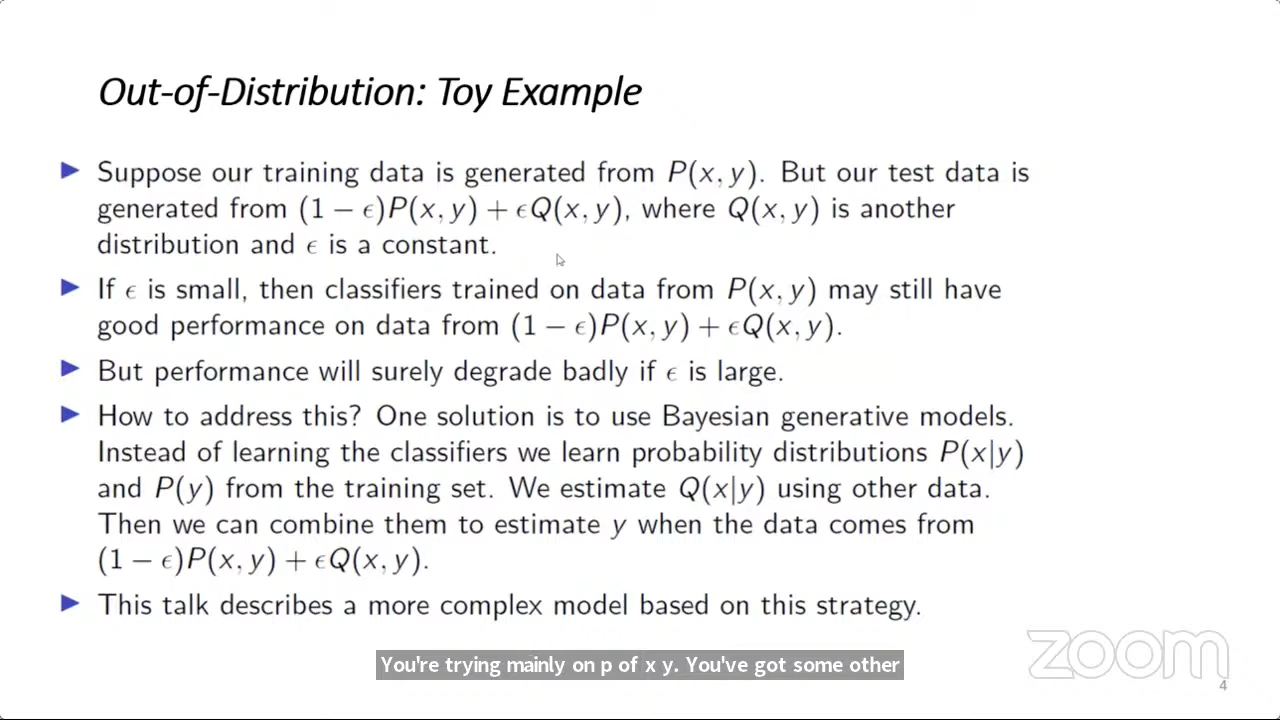 Out-of-Distribution: Toy Example
Suppose our training data is generated from P(x, y). But our test data is
generated from (1 − ϵ)P(x, y) + ϵQ(x, y), where Q(x, y) is another
distribution and ϵ is a constant.
If ϵ is small, then classifiers trained on data from P(x, y) may still have
good performance on data from (1 − ϵ)P(x, y) + ϵQ(x, y).
But performance will surely degrade badly if ϵ is large.
How to address this? One solution is to use Bayesian generative models.
Instead of learning the classifiers we learn probability distributions P(x|y)
and P(y) from the training set. We estimate Q(x|y) using other data.
Then we can combine them to estimate y when the data comes from
(1 − ϵ)P(x, y) + ϵQ(x, y).
This talk describes a more complex model based on this strategy.
You're trying mainly on p of x y. You've got some other
zoom
4